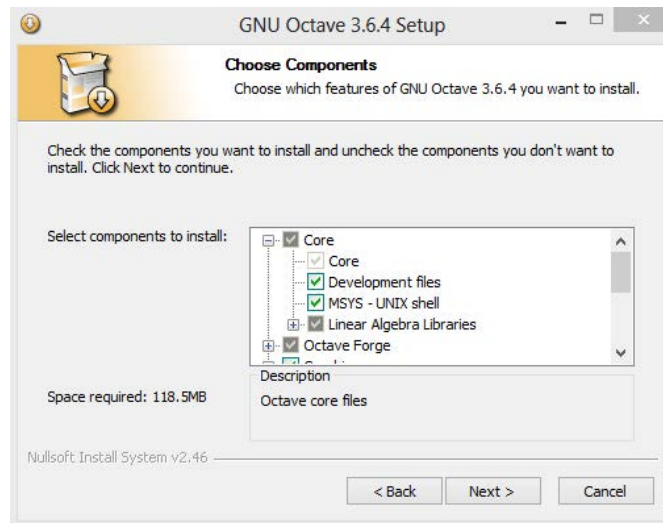 GNU Octave 3.6.4 Setup
Choose Components
Choose which features of GNU Octave 3.6.4 you want to install.
Check the components you want to install and uncheck the components you don't want to
install. Click Next to continue.
Select components to install:
Core
Core
Development files
MSYS - UNIX shell
Linear Algebra Libraries
Octave Forge
Description
Space required: 118.5MB
Octave core files
Nullsoft Install System v2.46
< Back
Next >
Cancel